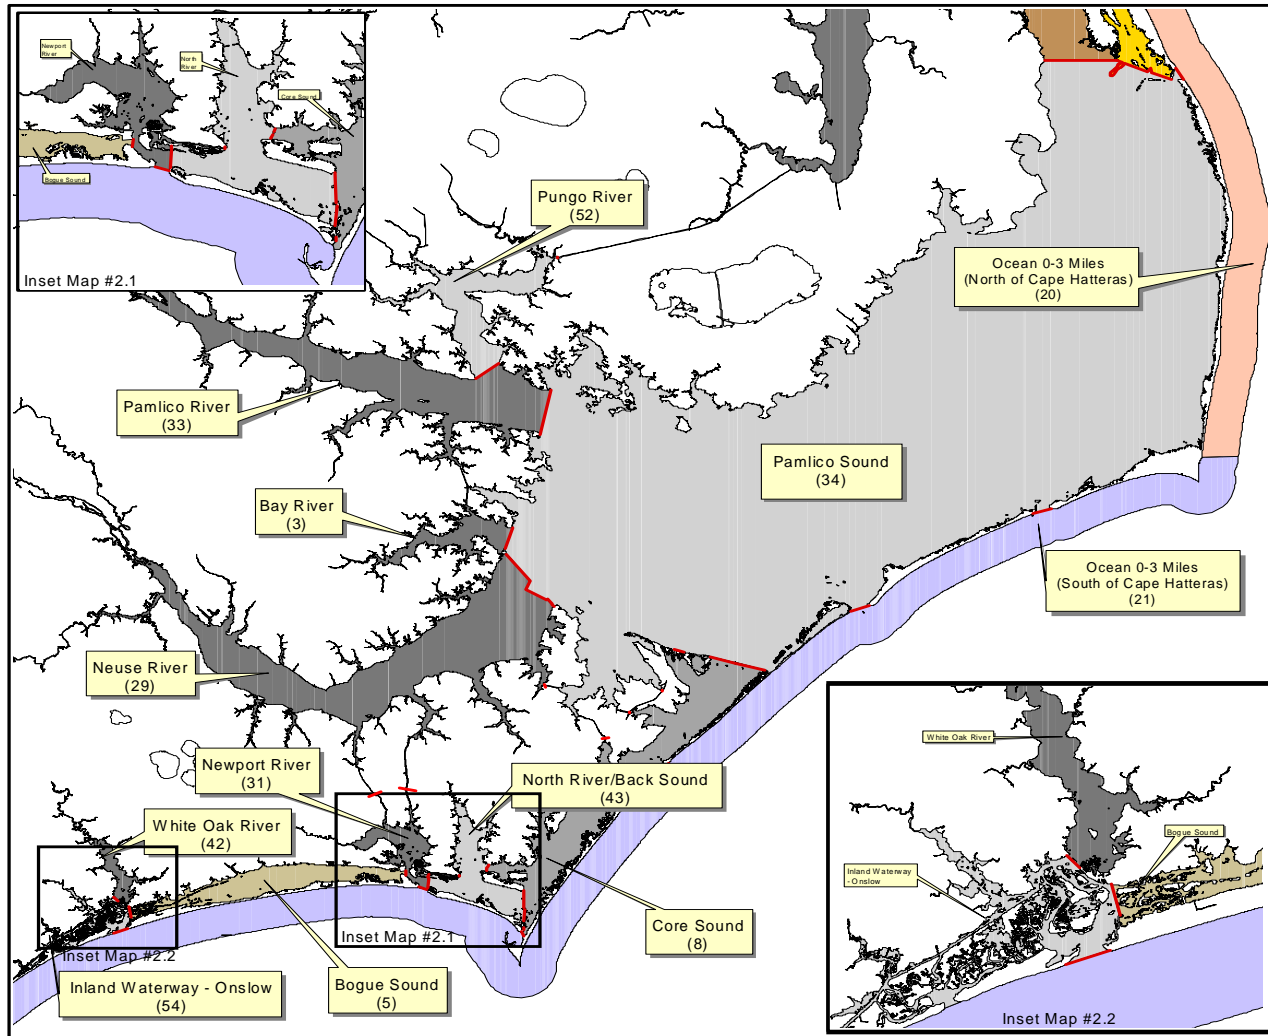 Newport
River
North
River
Core Sound
Bogue Sound
Inset Map #2.1
Pungo River
(52)
Ocean 0-3 Miles
(North of Cape Hatteras)
(20)
Pamlico River
(33)
Pamlico Sound
(34)
Bay River
(3)
Ocean 0-3 Miles
(South of Cape Hatteras)
(21)
Neuse River
(29)
Newport River
(31)
North River/Back Sound
(43)
White Oak River
(42)
White Oak River
Bogue Sound
Inland Waterway
- Onslow
Core Sound
(8)
Inset Map #2.1
Inset Map #2.2
Inland Waterway - Onslow
(54)
Bogue Sound
(5)
Inset Map #2.2